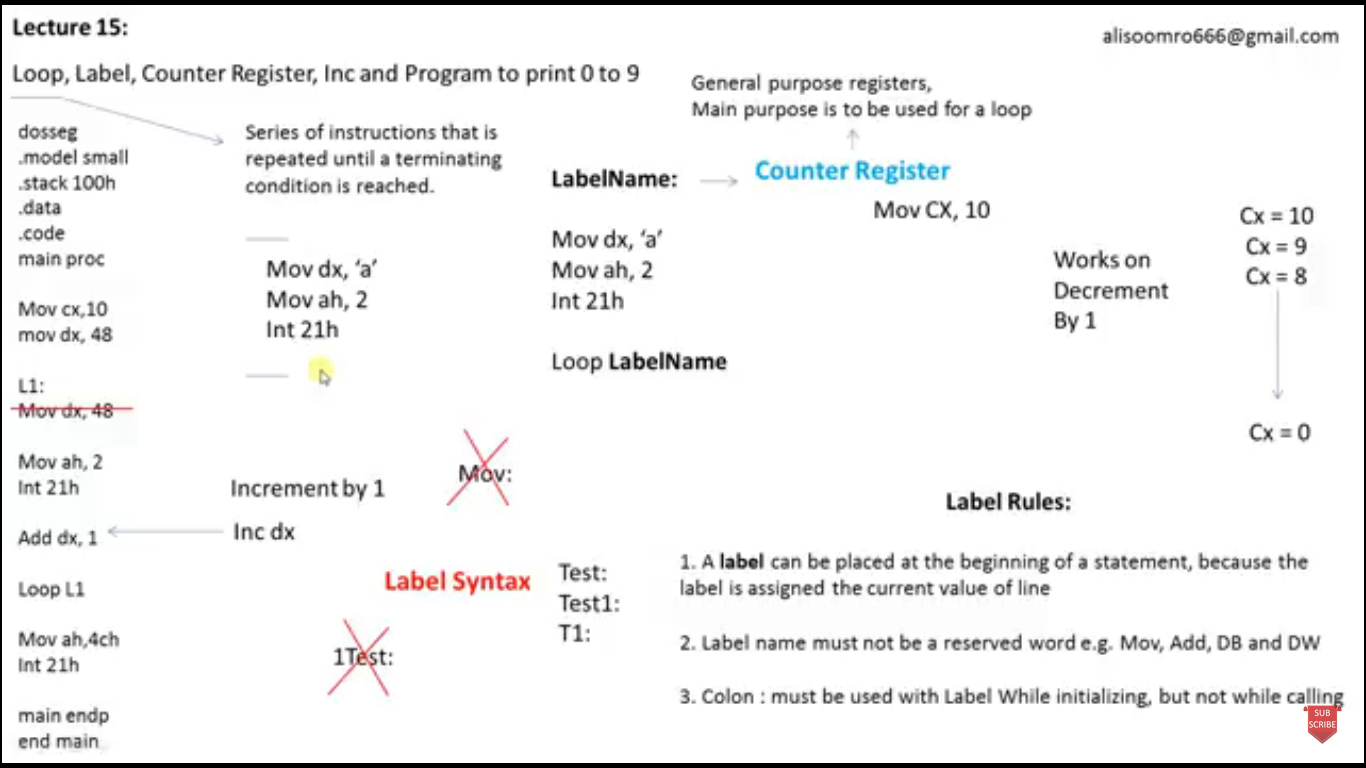 Lecture 15:
alisoomro666@gmail.com
Loop, Label, Counter Register, Inc and Program to print 0 to 9
General purpose registers,
Main purpose is to be used for a loop
dosseg
.model small
.stack 100h
.data
.code
main proc
Mov cx,10
mov dx, 48
L1:
Mov dx, 48
Mov ah, 2
Int 21h
Add dx, 1
Loop L1
Mov ah,4ch
Int 21h
main endp
end main
Series of instructions that is
repeated until a terminating
condition is reached.
Mov dx, ‘a’
Mov ah, 2
Int 21h
Increment by 1
Inc dx
LabelName:
Mov dx, ‘a’
Mov ah, 2
Int 21h
Loop LabelName
Counter Register
Mov CX, 10
Works on
Decrement
By 1
Cx = 10
Cx = 9
Cx = 8
Cx = 0
Mov:
Label Syntax
1Test:
Test:
Test1:
T1:
Label Rules:
1. A label can be placed at the beginning of a statement, because the
label is assigned the current value of line
2. Label name must not be a reserved word e.g. Mov, Add, DB and DW
3. Colon : must be used with Label While initializing, but not while calling
SUB
SCRIBE